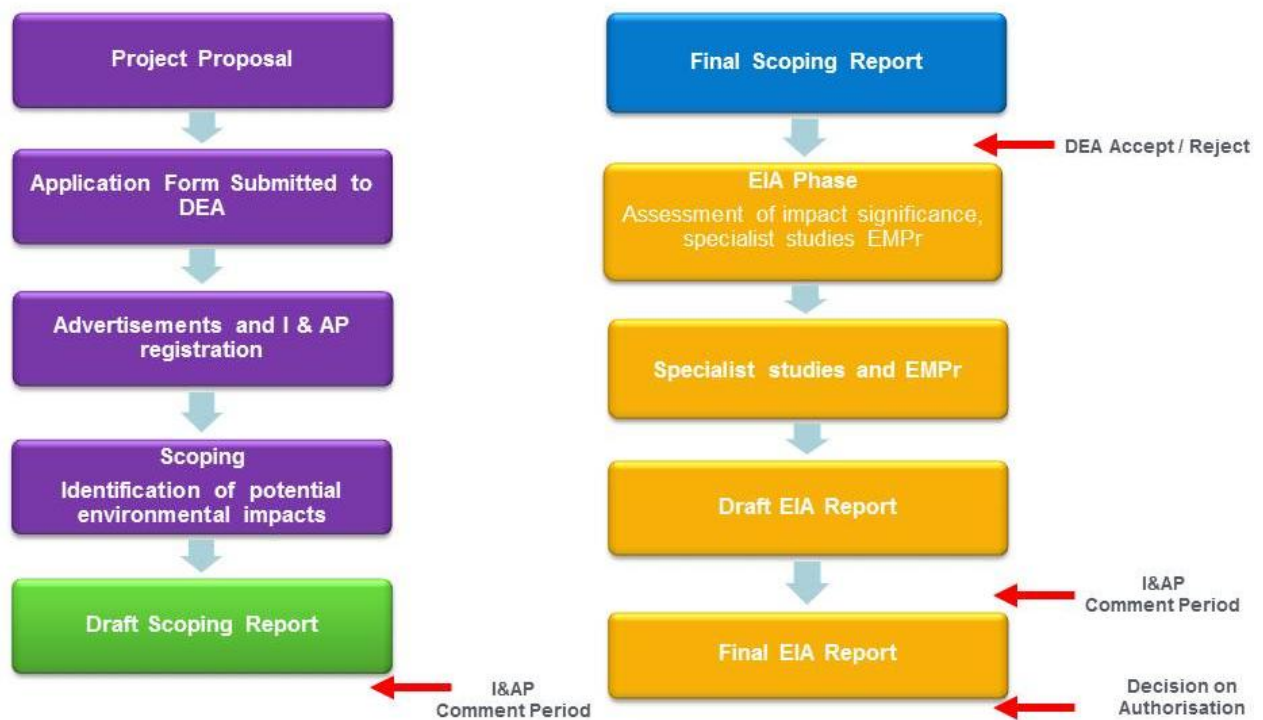 Project Proposal
Application Form Submitted to
DEA
Advertisements and I & AP
registration
Scoping
Identification of potential
environmental impacts
Draft Scoping Report
I&AP
Comment Period
Final Scoping Report
DEA Accept / Reject
EIA Phase
Assessment of impact significance,
specialist studies EMPr
Specialist studies and EMPr
Draft EIA Report
I&AP
Comment Period
Final EIA Report
Decision on
Authorisation